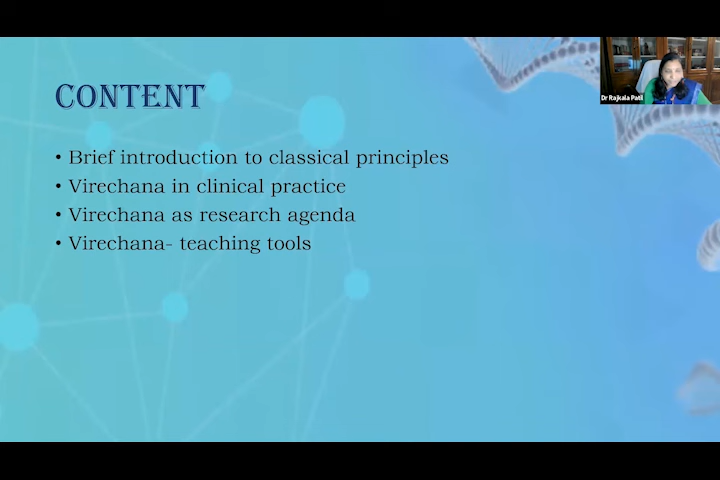 CONTENT
• Brief introduction to classical principles
• Virechana in clinical practice
• Virechana as research agenda
• Virechana- teaching tools
Dr Rajkala Patil